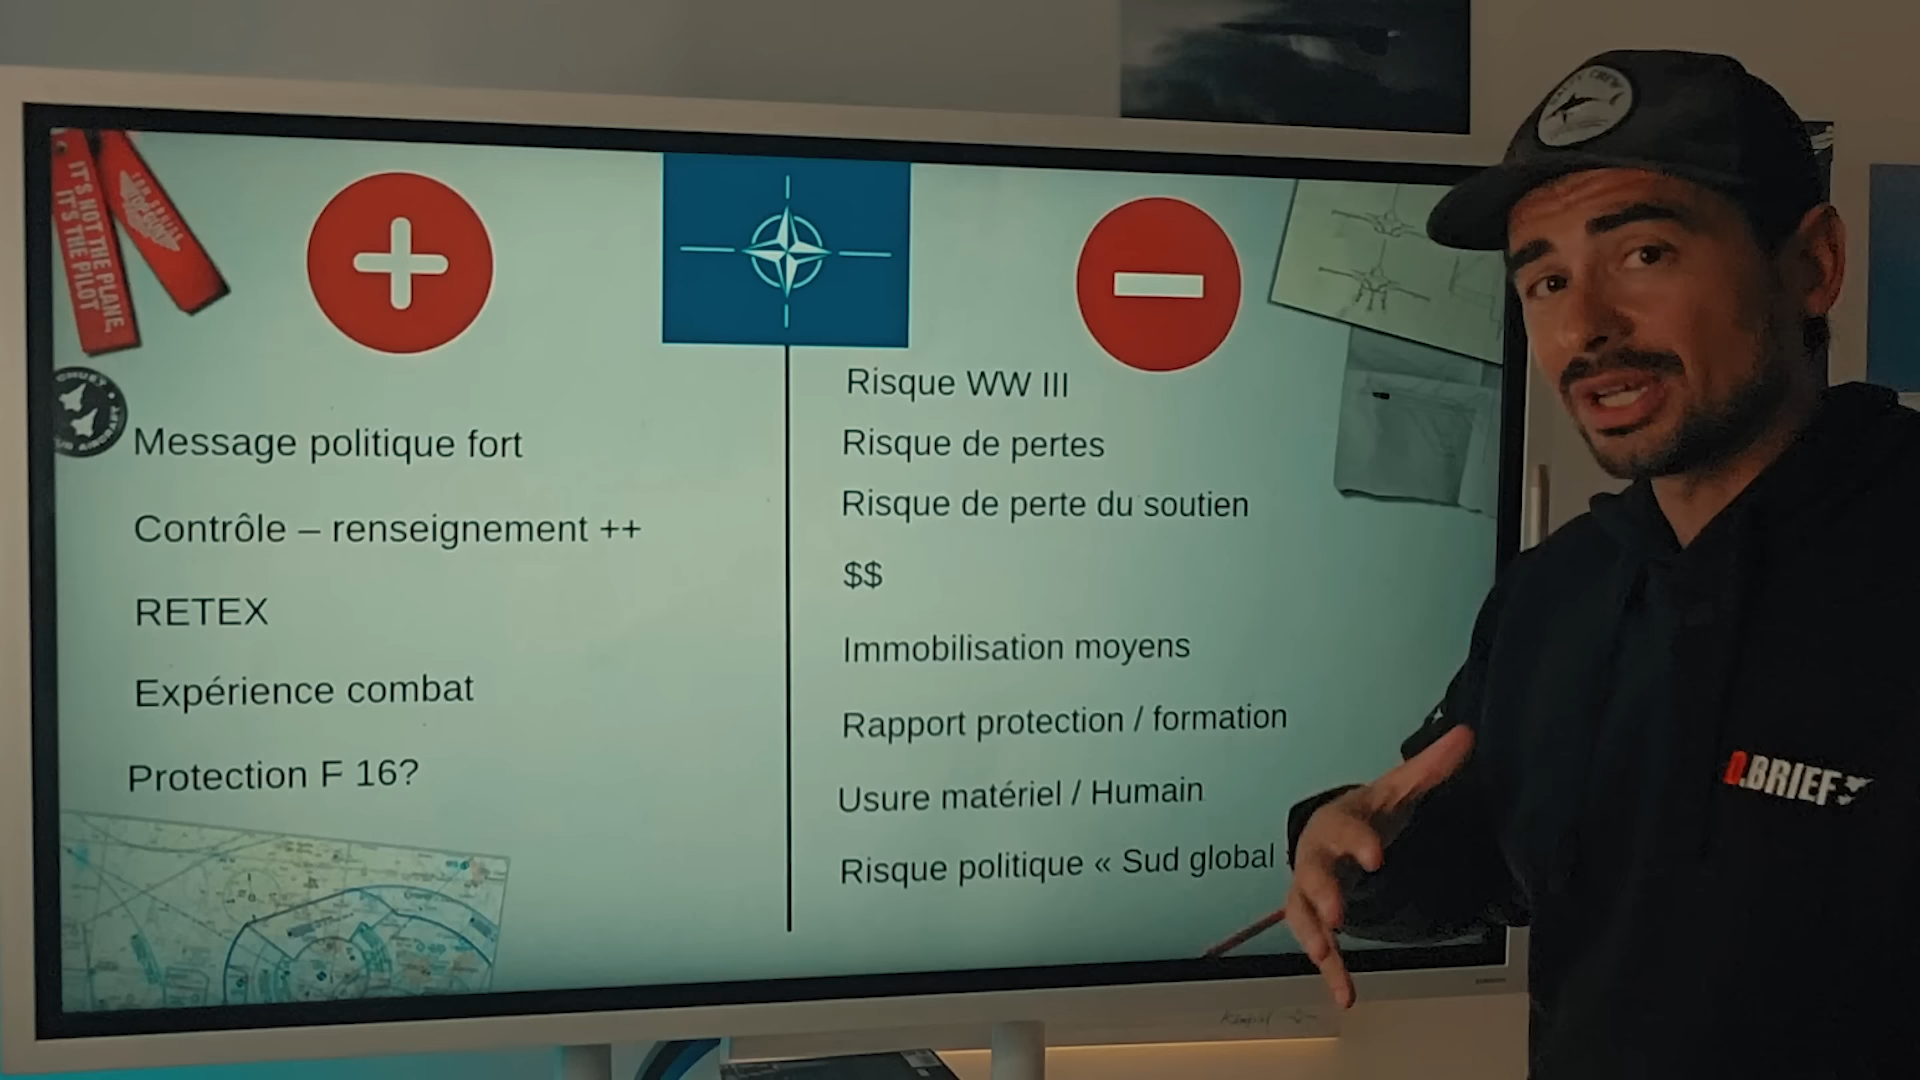 IT'S NOT THE PLANE,
IT'S THE PILOT
Message politique fort
Contrôle – renseignement ++
RETEX
Expérience combat
Protection F 16?
Risque WW III
Risque de pertes
Risque de perte du soutien
$$
Immobilisation moyens
Rapport protection / formation
Usure matériel / Humain
Risque politique « Sud global
D.BRIEF